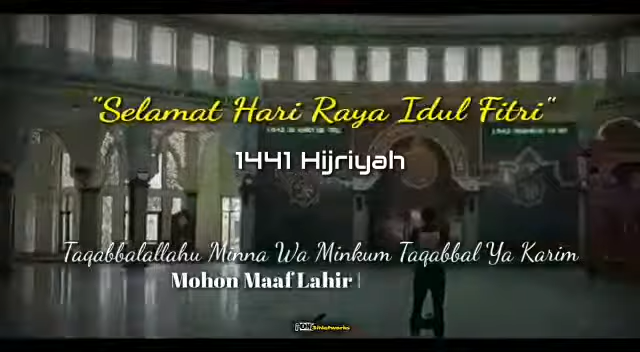 "Selamat Hari Raya Idul Fitri"
1441 Hijriyah
Taqabbalallahu Minna Wa Minkum Taqabbal Ya Karim
Mohon Maaf Lahir